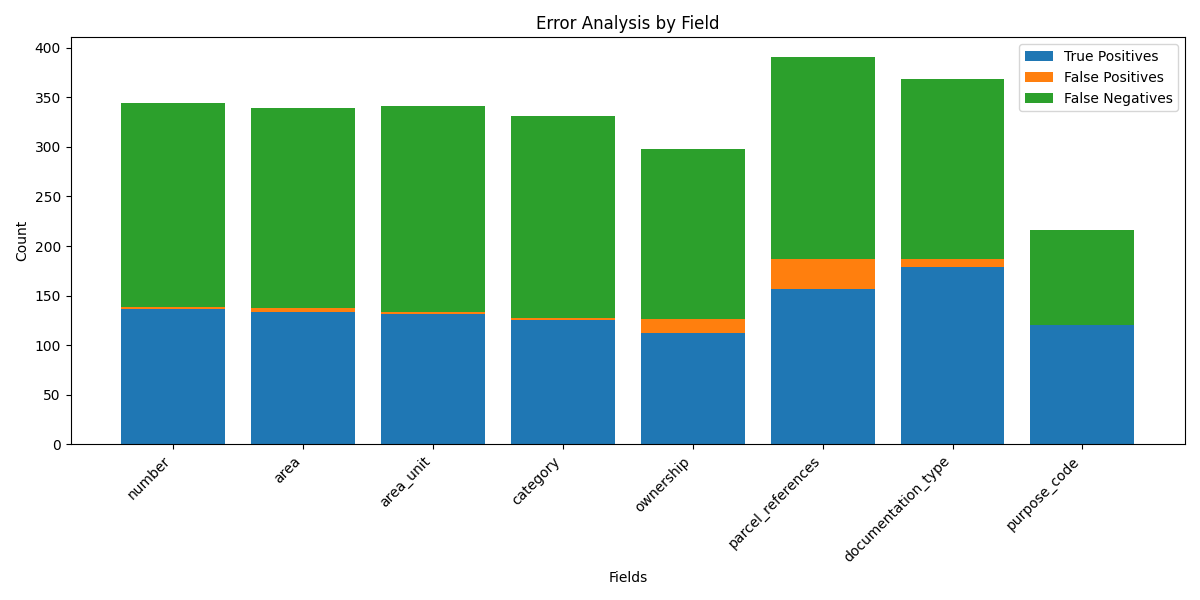 Error Analysis by Field
True Positives
False Positives
False Negatives
Count
400
350
300
250
200
150
100
50
0
number
area
area_unit
category
ownership
parcel_references
documentation_type
purpose_code
Fields